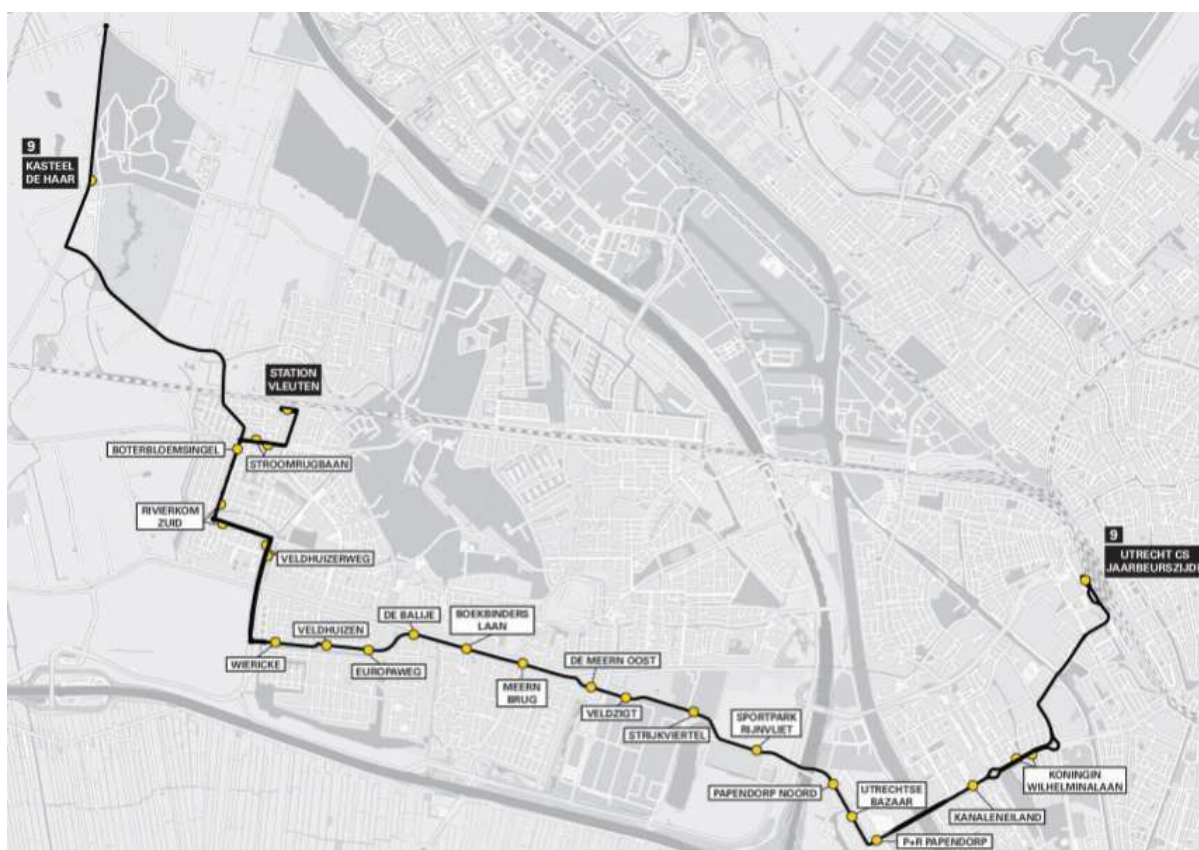 9
KASTEEL
DE HAAR
STATION
VLEUTEN
BOTERBLOEMSINGEL
STROOMRUGBAAN
RIVIERKOM
ZUID
VELDHUIZERWEG
9
UTRECHT CS
JAARBEURSZIJDE
DE BALIJE
BOEKBINDERS
LAAN
VELDHUIZEN
WIERICKE
EUROPAWEG
DE MEERN OOST
MEERN
BRUG
VELDZIGT
STRIJKVIERTEL
SPORTPARK
RIJNVLIET
PAPENDORP NOORD
UTRECHTSE
BAZAAR
KONINGIN
WILHELMINALAAN
KANALENEILAND
P+R PAPENDORP